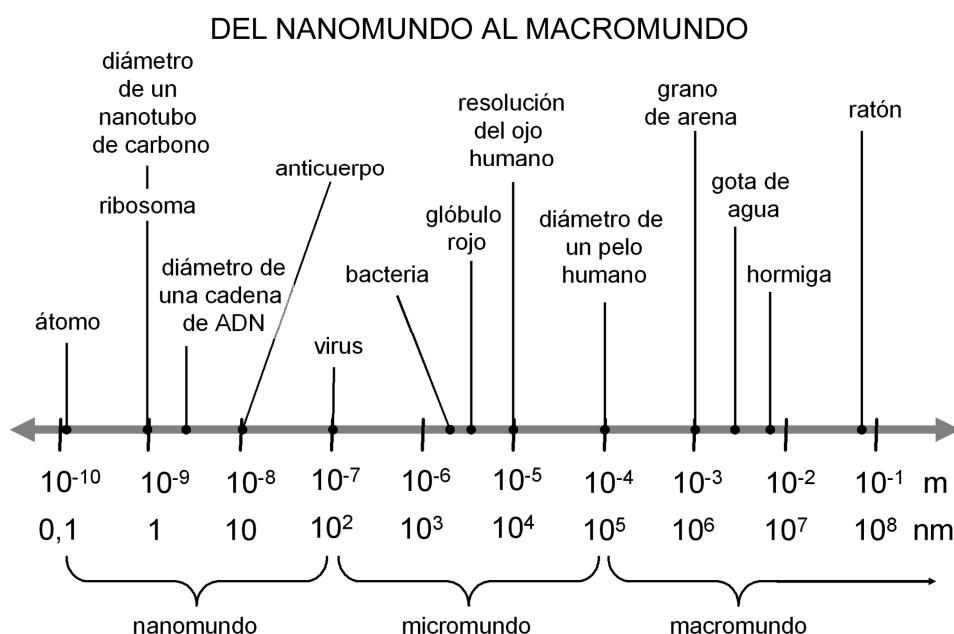 DEL NANOMUNDO AL MACROMUNDO
diámetro
de un
nanotubo
de carbono
ribosoma
átomo
diámetro de
una cadena
de ADN
anticuerpo
virus
bacteria
glóbulo
rojo
resolución
del ojo
humano
diámetro de
un pelo
humano
grano
de arena
gota de
agua
hormiga
ratón
10⁻¹⁰ 10⁻⁹ 10⁻⁸ 10⁻⁷ 10⁻⁶ 10⁻⁵ 10⁻⁴ 10⁻³ 10⁻² 10⁻¹ m
0,1 1 10 10² 10³ 10⁴ 10⁵ 10⁶ 10⁷ 10⁸ nm
nanomundo micromundo macromundo